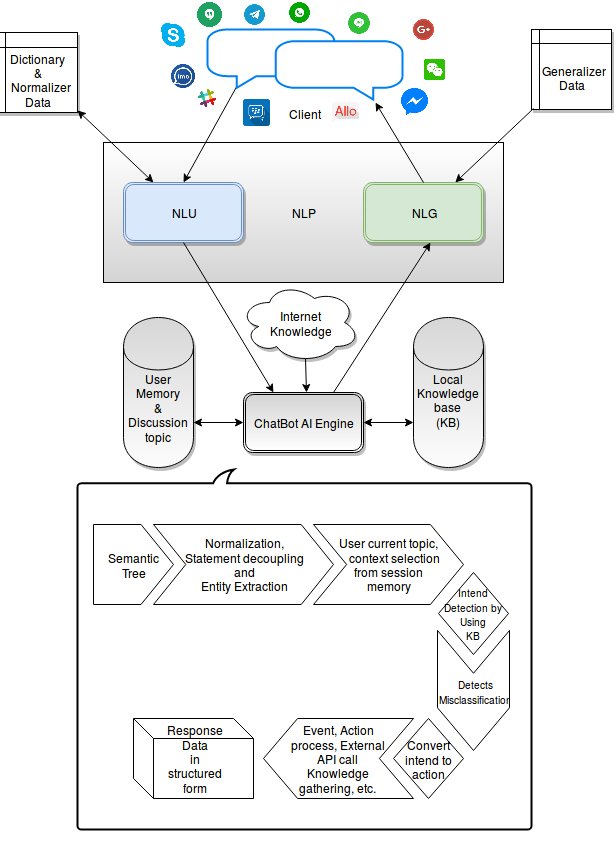 S
G+
imo
Dictionary
&
Normalizer
Data
Generalizer
Data
Client
Allo
NLU
NLP
NLG
Internet
Knowledge
User
Memory
&
Discussion
topic
ChatBot AI Engine
Local
Knowledge
base
(KB)
Semantic
Tree
Normalization,
Statement decoupling
and
Entity Extraction
User current topic,
context selection
from session
memory
Intend
Detection by
Using
KB
Detects
Misclassification
Convert
intend to
action
Event, Action
process, External
API call
Knowledge
gathering, etc.
Response
Data
in
structured
form